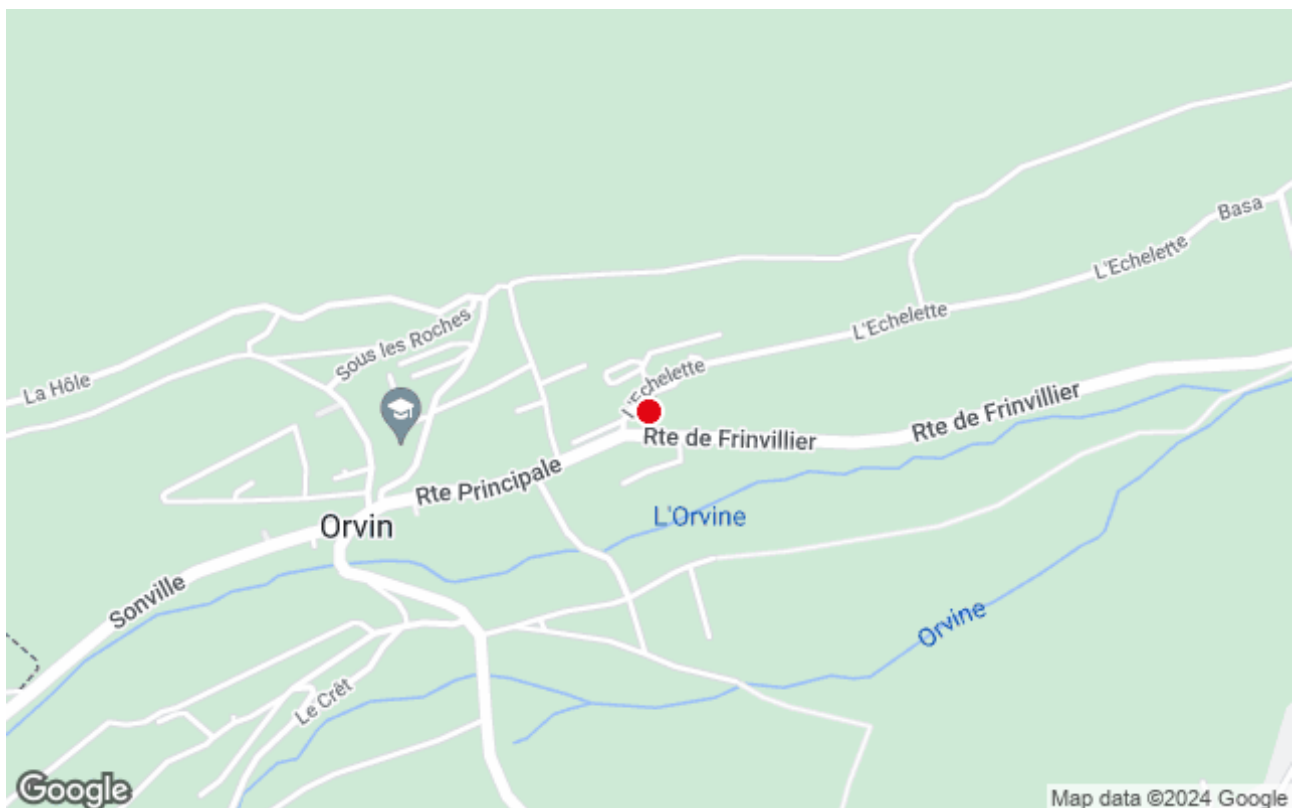 Basa
L'Echelette
L'Echelette
Sous les Roches
La Hôle
L'Echelette
Rte de Frinvillier
Rte de Frinvillier
Rte Principale
L'Orvine
Orvin
Sonville
Orvine
Le Crêt
Google
Map data ©2024 Google